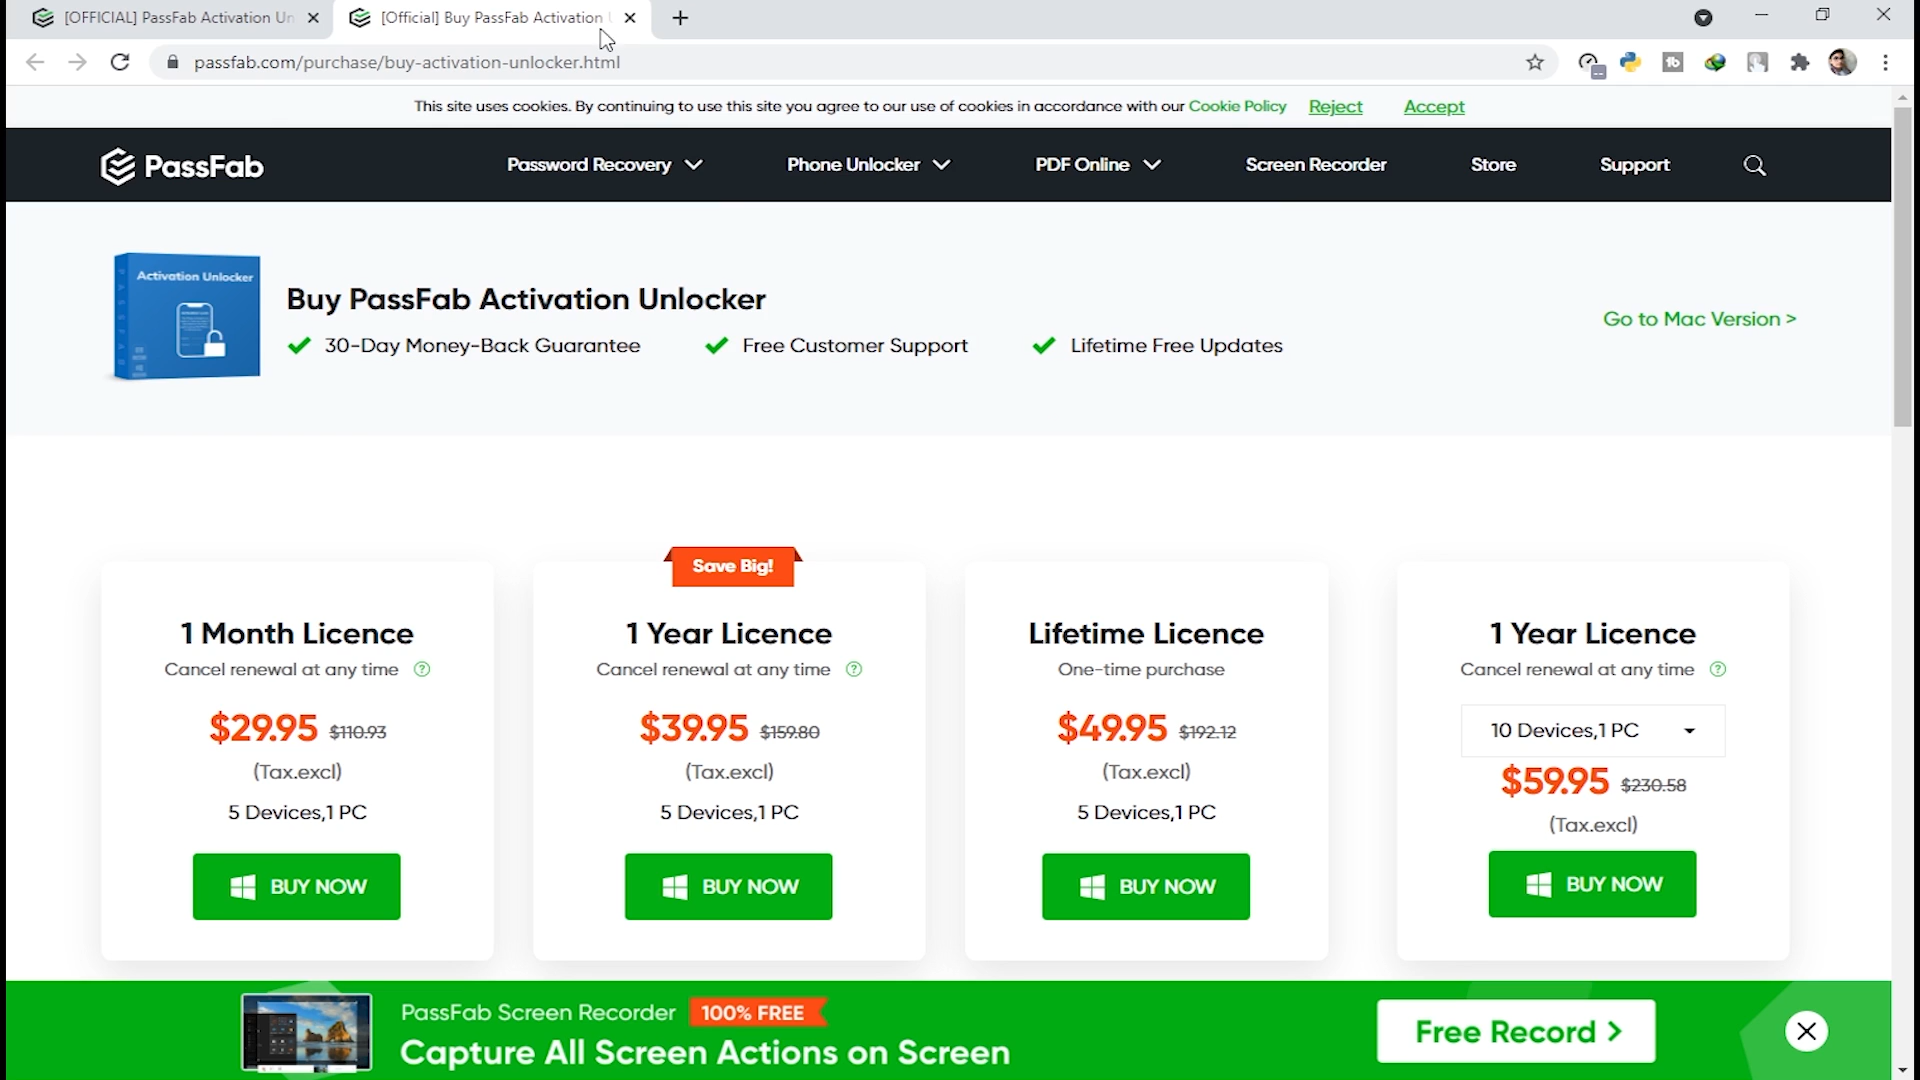 [OFFICIAL] PassFab Activation Un
[Official] Buy PassFab Activation
passfab.com/purchase/buy-activation-unlocker.html
This site uses cookies. By continuing to use this site you agree to our use of cookies in accordance with our Cookie Policy Reject Accept
PassFab
Password Recovery
Phone Unlocker
PDF Online
Screen Recorder
Store
Support
Activation Unlocker
PASSFAB
Buy PassFab Activation Unlocker
30-Day Money-Back Guarantee
Free Customer Support
Lifetime Free Updates
Go to Mac Version >
1 Month Licence
Cancel renewal at any time ?
$29.95 $110.93
(Tax.excl)
5 Devices,1 PC
BUY NOW
Save Big!
1 Year Licence
Cancel renewal at any time ?
$39.95 $159.80
(Tax.excl)
5 Devices,1 PC
BUY NOW
Lifetime Licence
One-time purchase
$49.95 $192.12
(Tax.excl)
5 Devices,1 PC
BUY NOW
1 Year Licence
Cancel renewal at any time ?
10 Devices,1 PC
$59.95 $230.58
(Tax.excl)
BUY NOW
PassFab Screen Recorder 100% FREE
Capture All Screen Actions on Screen
Free Record >